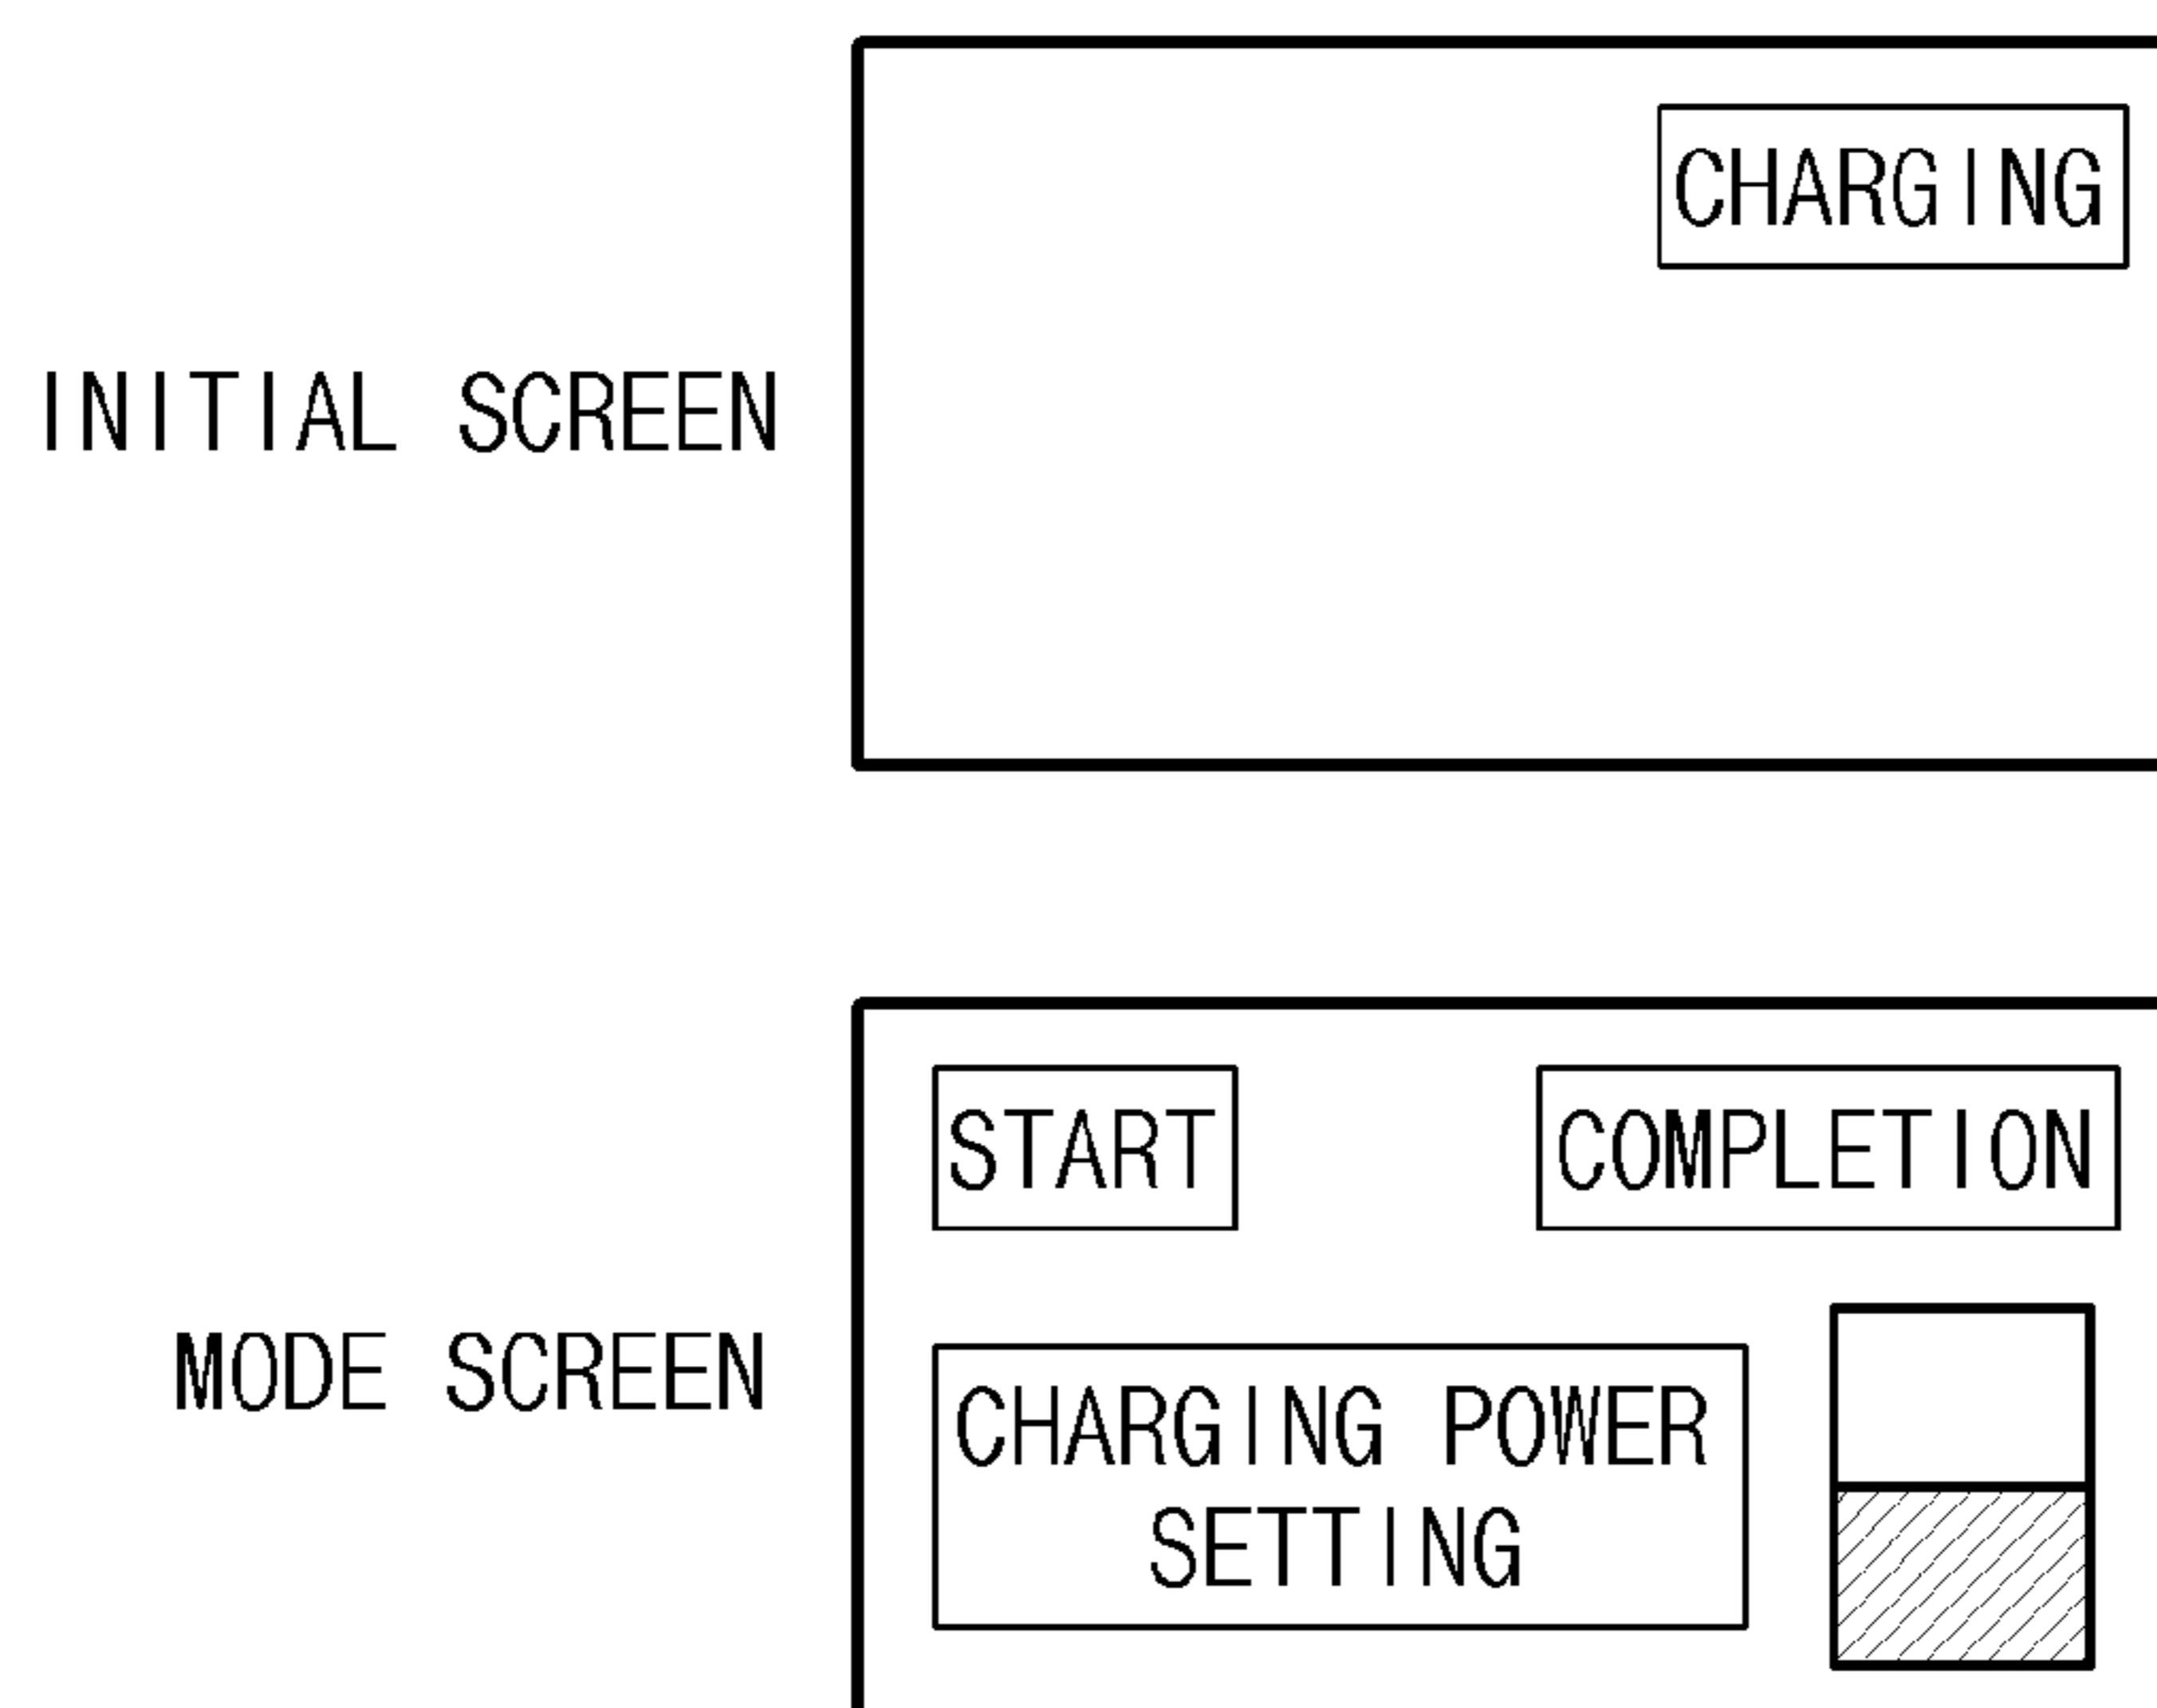 CHARGING
INITIAL SCREEN
START
COMPLETION
MODE SCREEN
CHARGING POWER
SETTING